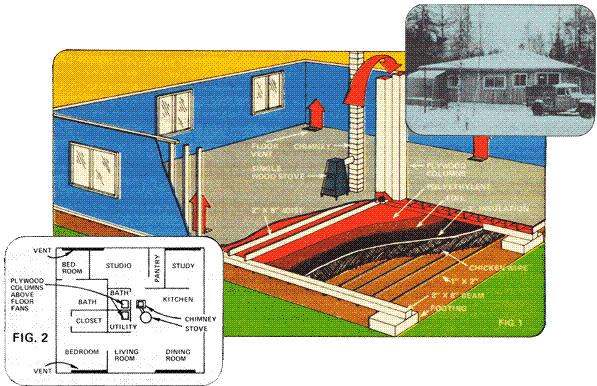 FLOOR
VENT
CHIMNEY
SINGLE
WOOD STOVE
PLYWOOD
COLUMNS
POLYETHYLENE
FOIL
2" INSULATION
2" X 8" JOIST
CHICKEN WIRE
1" X 2"
8" X 8" BEAM
FOOTING
FIG. 1
VENT
BED
ROOM
STUDIO
PANTRY
STUDY
PLYWOOD
COLUMNS
ABOVE
FLOOR
FANS
BATH
BATH
KITCHEN
CLOSET
UTILITY
CHIMNEY
STOVE
FIG. 2
BEDROOM
LIVING
ROOM
DINING
ROOM
VENT